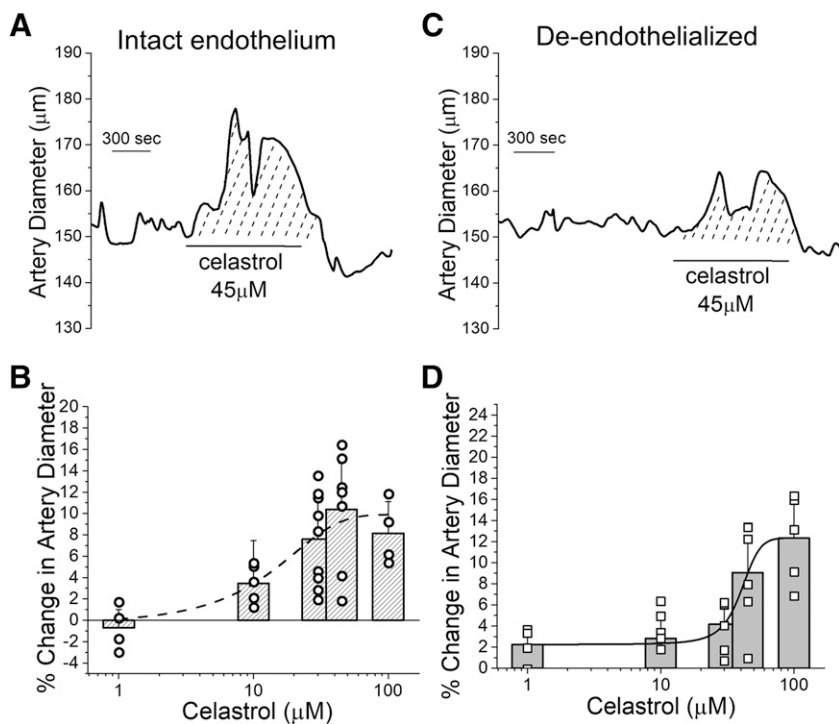 A
Intact endothelium
Artery Diameter (μm)
190
180
170
160
150
140
130
300 sec
celastrol
45μM
C
De-endothelialized
Artery Diameter (μm)
190
180
170
160
150
140
130
300 sec
celastrol
45μM
B
% Change in Artery Diameter
20
18
16
14
12
10
8
6
4
2
0
-2
-4
1
10
100
Celastrol (μM)
D
% Change in Artery Diameter
24
22
20
18
16
14
12
10
8
6
4
2
0
1
10
100
Celastrol (μM)